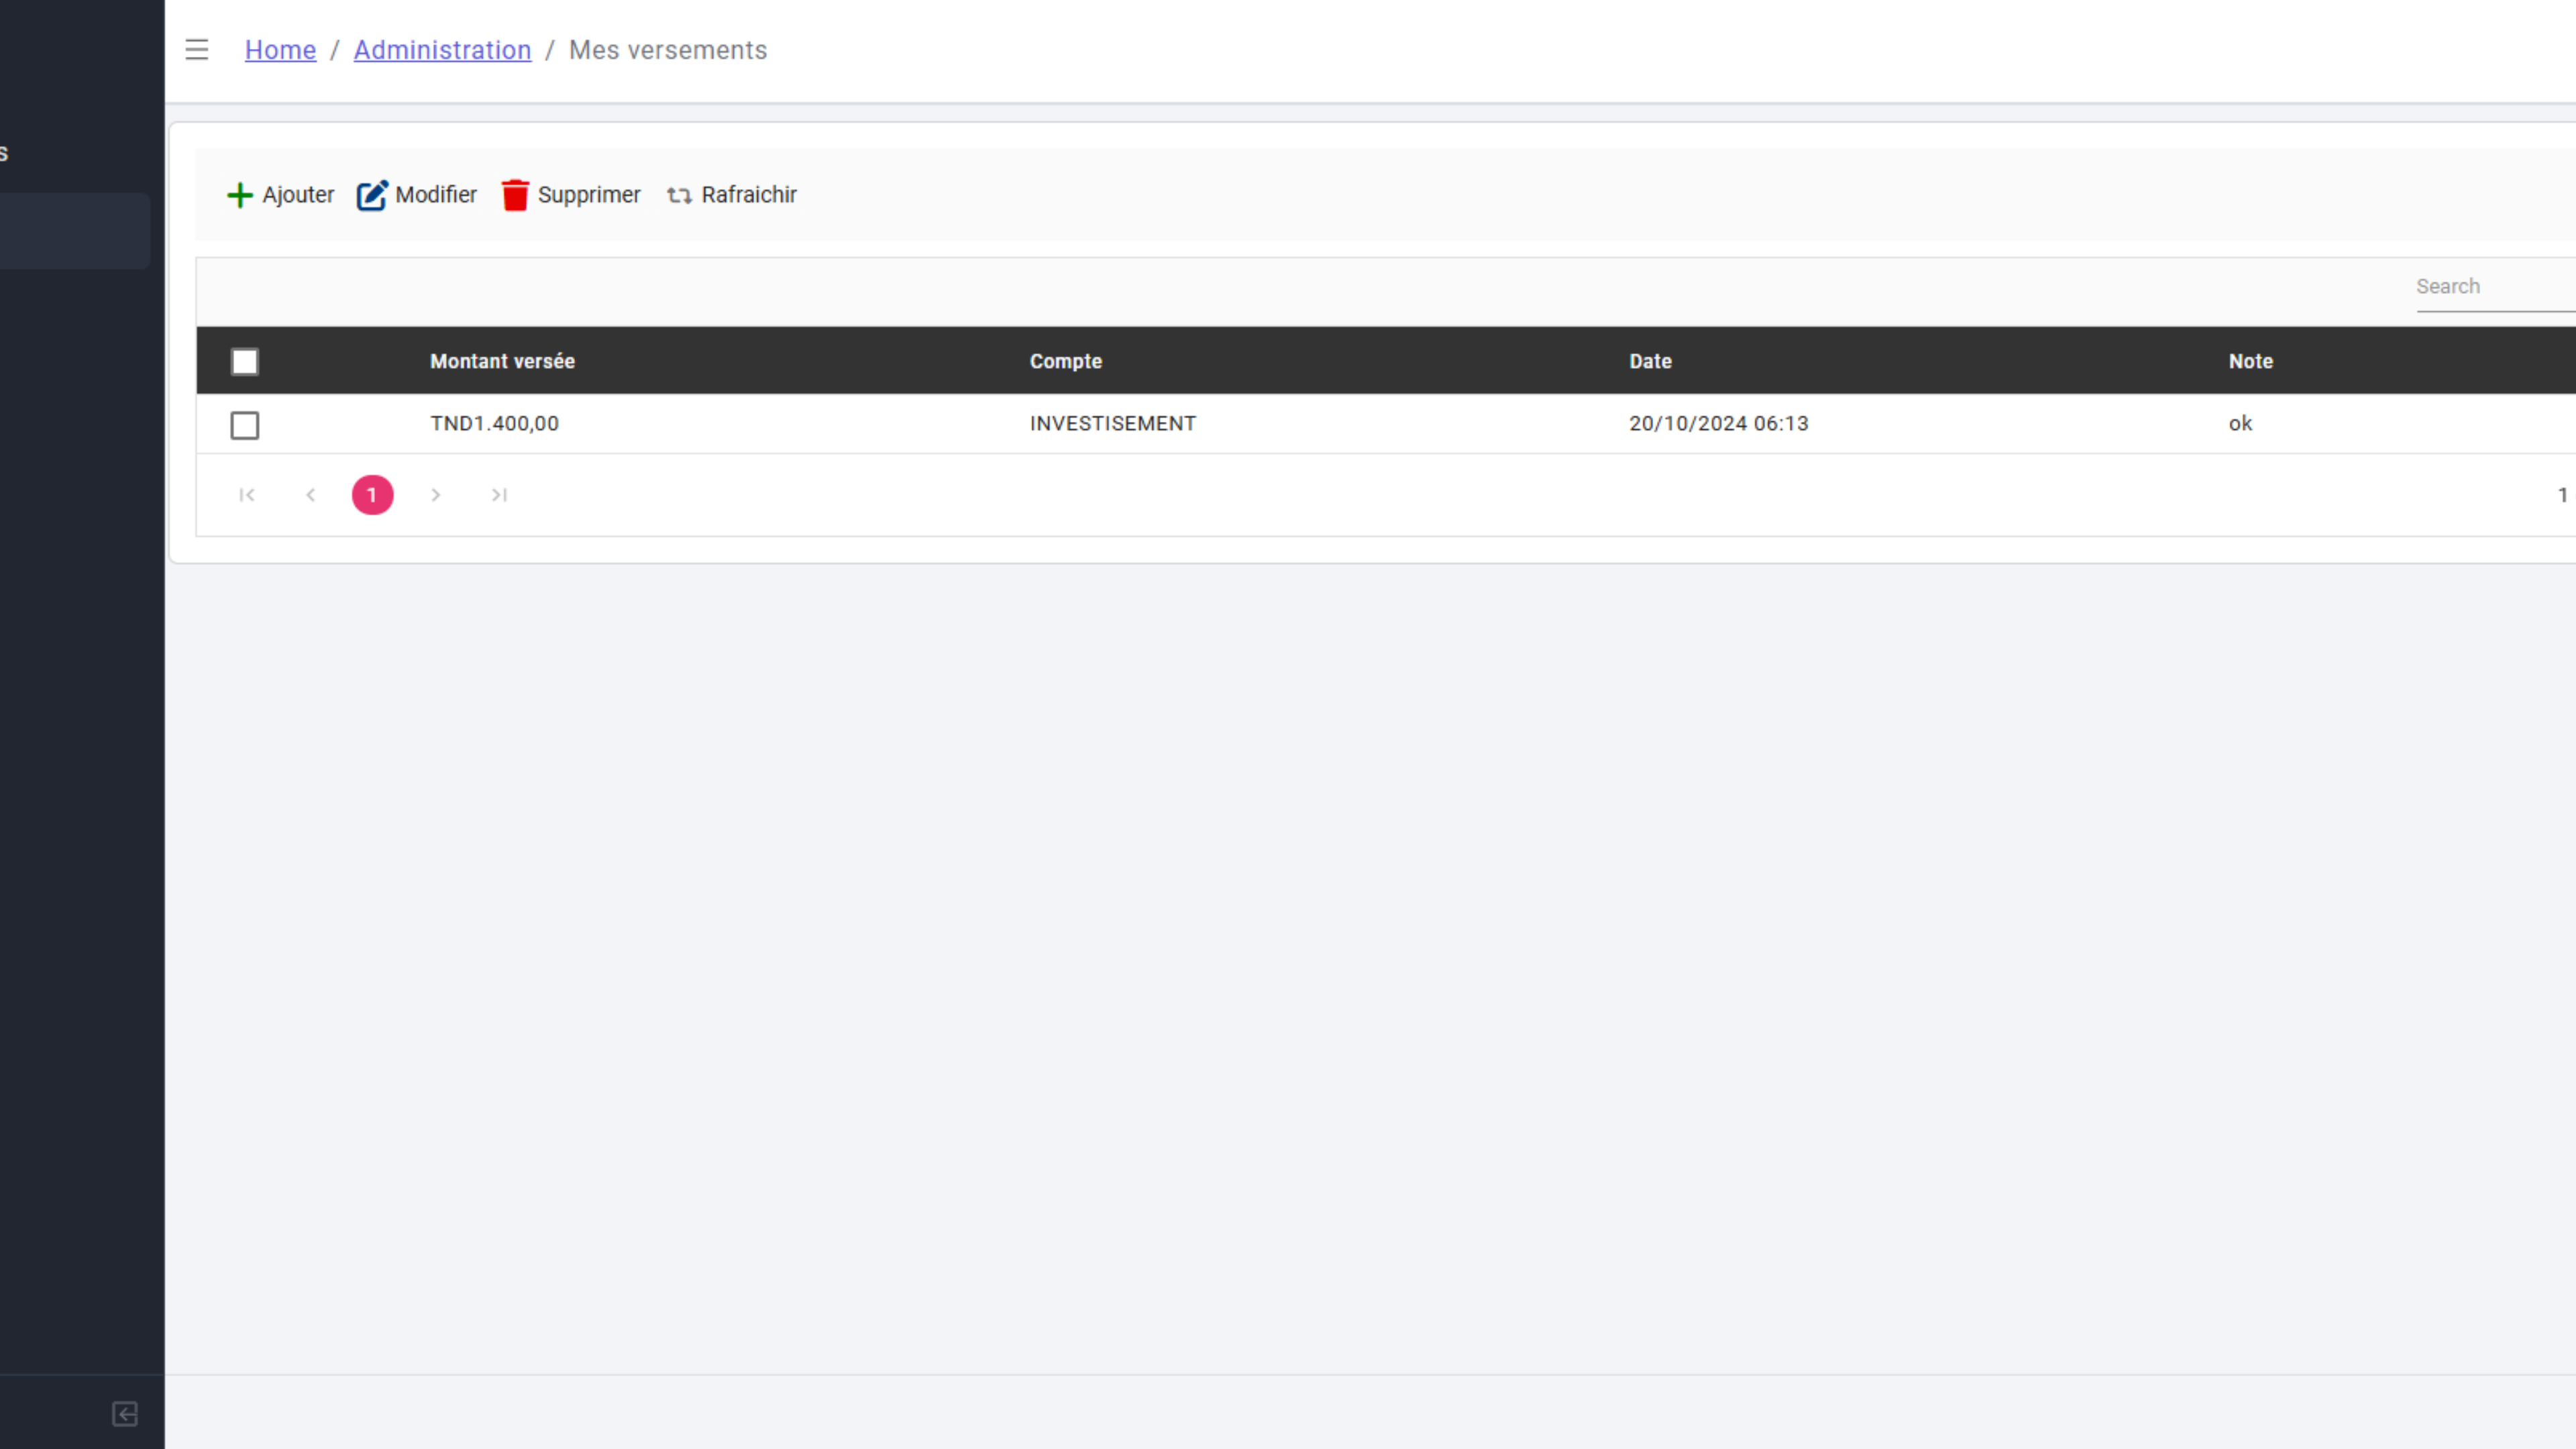 Home / Administration / Mes versements
s
Ajouter Modifier Supprimer Rafraichir
Search
Montant versée Compte Date Note
TND1.400,00 INVESTISEMENT 20/10/2024 06:13 ok
1 1